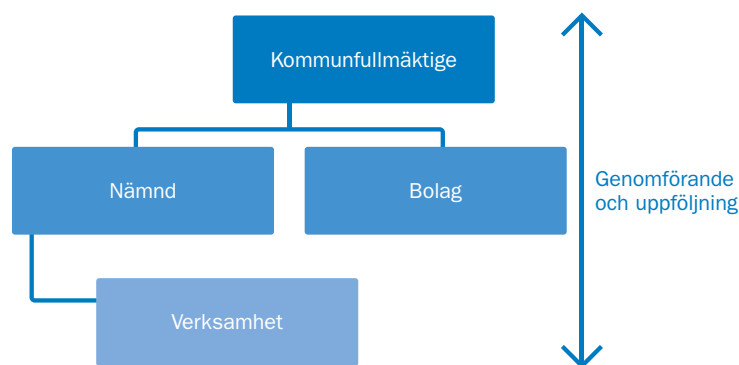 Kommunfullmäktige
Nämnd
Bolag
Genomförande
och uppföljning
Verksamhet